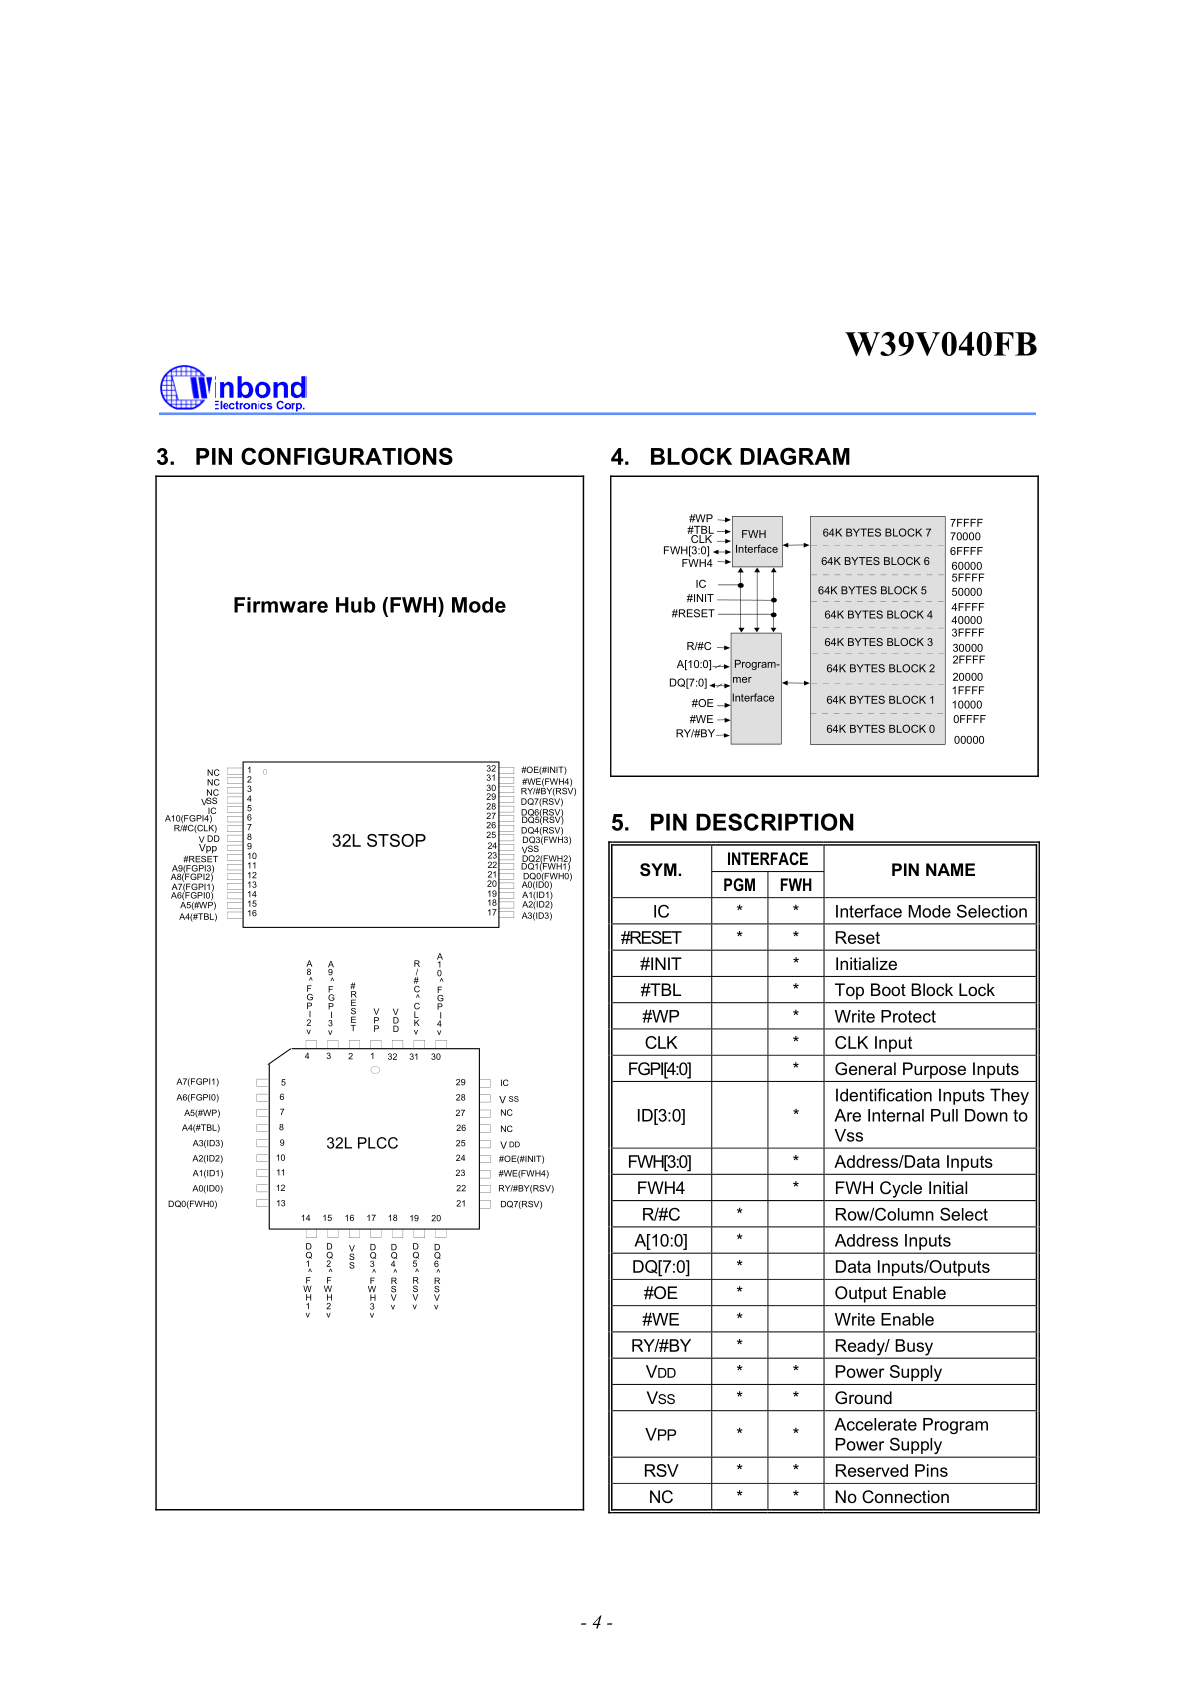 W39V040FB
Winbond
Electronics Corp.
3. PIN CONFIGURATIONS
Firmware Hub (FWH) Mode
NC 1
NC 2
NC 3
VSS 4
IC 5
A10(FGPI4) 6
R/#C(CLK) 7
V DD 8
Vpp 9
#RESET 10
A9(FGPI3) 11
A8(FGPI2) 12
A7(FGPI1) 13
A6(FGPI0) 14
A5(#WP) 15
A4(#TBL) 16
32L STSOP
32 #OE(#INIT)
31 #WE(FWH4)
30 RY/#BY(RSV)
29 DQ7(RSV)
28 DQ6(RSV)
27 DQ5(RSV)
26 DQ4(RSV)
25 DQ3(FWH3)
24 VSS
23 DQ2(FWH2)
22 DQ1(FWH1)
21 DQ0(FWH0)
20 A0(ID0)
19 A1(ID1)
18 A2(ID2)
17 A3(ID3)
A8^FGPI2v
A9^FGPI3v
#RESET
VPP
VDD
R/#C^CLKv
A10^FGPI4v
4 3 2 1 32 31 30
A7(FGPI1) 5
A6(FGPI0) 6
A5(#WP) 7
A4(#TBL) 8
A3(ID3) 9
A2(ID2) 10
A1(ID1) 11
A0(ID0) 12
DQ0(FWH0) 13
32L PLCC
29 IC
28 V SS
27 NC
26 NC
25 V DD
24 #OE(#INIT)
23 #WE(FWH4)
22 RY/#BY(RSV)
21 DQ7(RSV)
14 15 16 17 18 19 20
DQ1^FWH1v
DQ2^FWH2v
VSS
DQ3^FWH3v
DQ4^RSVv
DQ5^RSVv
DQ6^RSVv
4. BLOCK DIAGRAM
#WP
#TBL
CLK
FWH[3:0]
FWH4
FWH
Interface
IC
#INIT
#RESET
R/#C
A[10:0]
DQ[7:0]
#OE
#WE
RY/#BY
Program-
mer
Interface
64K BYTES BLOCK 7
64K BYTES BLOCK 6
64K BYTES BLOCK 5
64K BYTES BLOCK 4
64K BYTES BLOCK 3
64K BYTES BLOCK 2
64K BYTES BLOCK 1
64K BYTES BLOCK 0
7FFFF
70000
6FFFF
60000
5FFFF
50000
4FFFF
40000
3FFFF
30000
2FFFF
20000
1FFFF
10000
0FFFF
00000
5. PIN DESCRIPTION
SYM. INTERFACE PIN NAME
PGM FWH
IC * * Interface Mode Selection
#RESET * * Reset
#INIT * Initialize
#TBL * Top Boot Block Lock
#WP * Write Protect
CLK * CLK Input
FGPI[4:0] * General Purpose Inputs
ID[3:0] * Identification Inputs They
Are Internal Pull Down to
Vss
FWH[3:0] * Address/Data Inputs
FWH4 * FWH Cycle Initial
R/#C * Row/Column Select
A[10:0] * Address Inputs
DQ[7:0] * Data Inputs/Outputs
#OE * Output Enable
#WE * Write Enable
RY/#BY * Ready/ Busy
VDD * * Power Supply
VSS * * Ground
VPP * * Accelerate Program
Power Supply
RSV * * Reserved Pins
NC * * No Connection
- 4 -